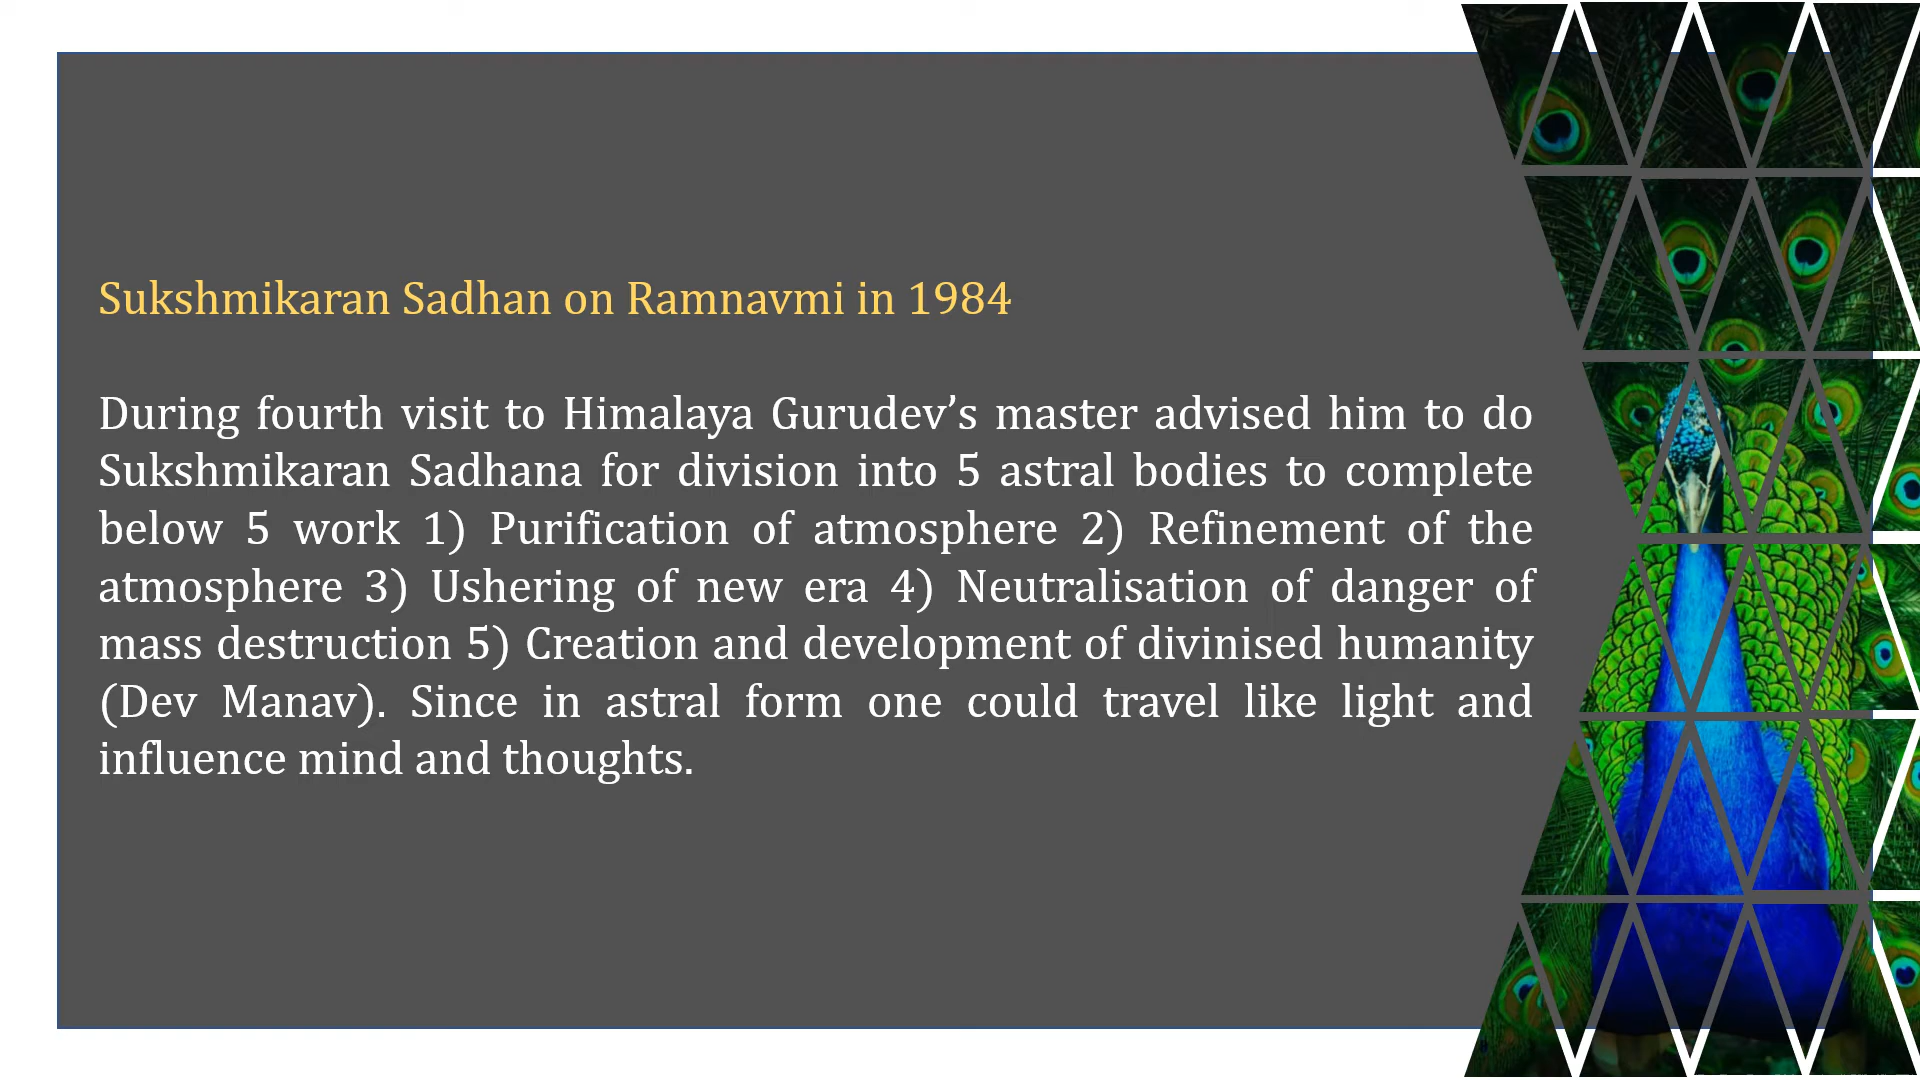 Sukshmikaran Sadhan on Ramnavmi in 1984
During fourth visit to Himalaya Gurudev’s master advised him to do
Sukshmikaran Sadhana for division into 5 astral bodies to complete
below 5 work 1) Purification of atmosphere 2) Refinement of the
atmosphere 3) Ushering of new era 4) Neutralisation of danger of
mass destruction 5) Creation and development of divinised humanity
(Dev Manav). Since in astral form one could travel like light and
influence mind and thoughts.